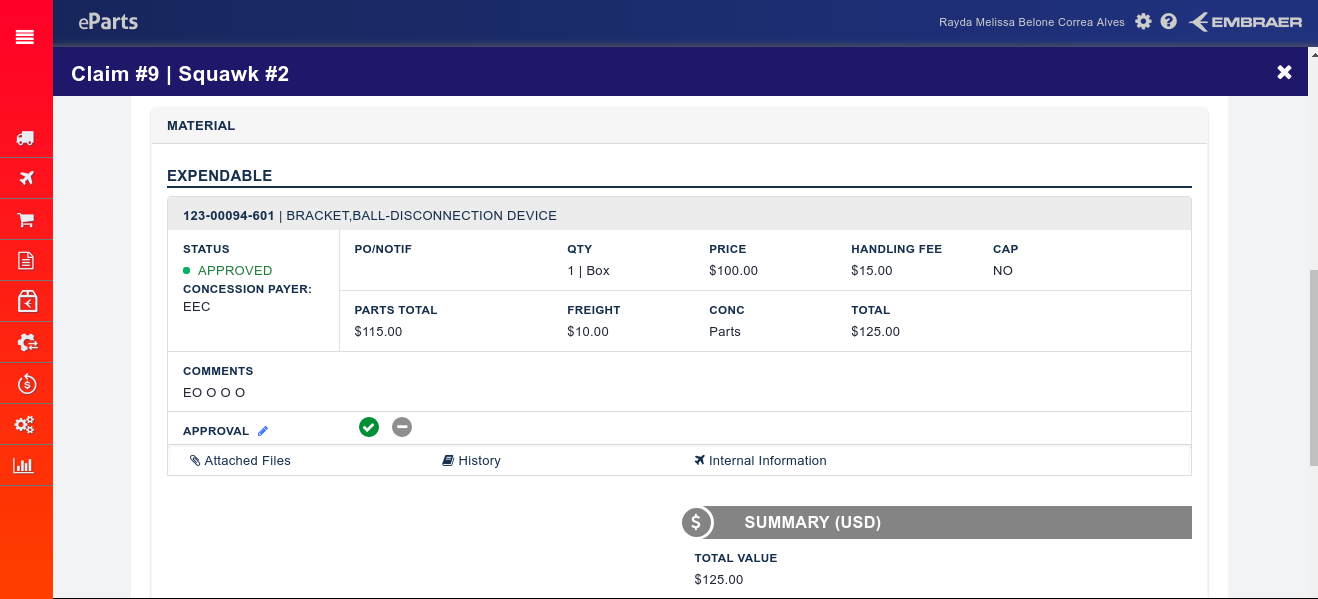 eParts
Rayda Melissa Belone Correa Alves
EMBRAER
Claim #9 | Squawk #2
MATERIAL
EXPENDABLE
123-00094-601 | BRACKET,BALL-DISCONNECTION DEVICE
STATUS
APPROVED
CONCESSION PAYER:
EEC
PO/NOTIF QTY PRICE HANDLING FEE CAP
1 | Box $100.00 $15.00 NO
PARTS TOTAL FREIGHT CONC TOTAL
$115.00 $10.00 Parts $125.00
COMMENTS
EO O O O
APPROVAL
Attached Files History Internal Information
$ SUMMARY (USD)
TOTAL VALUE
$125.00